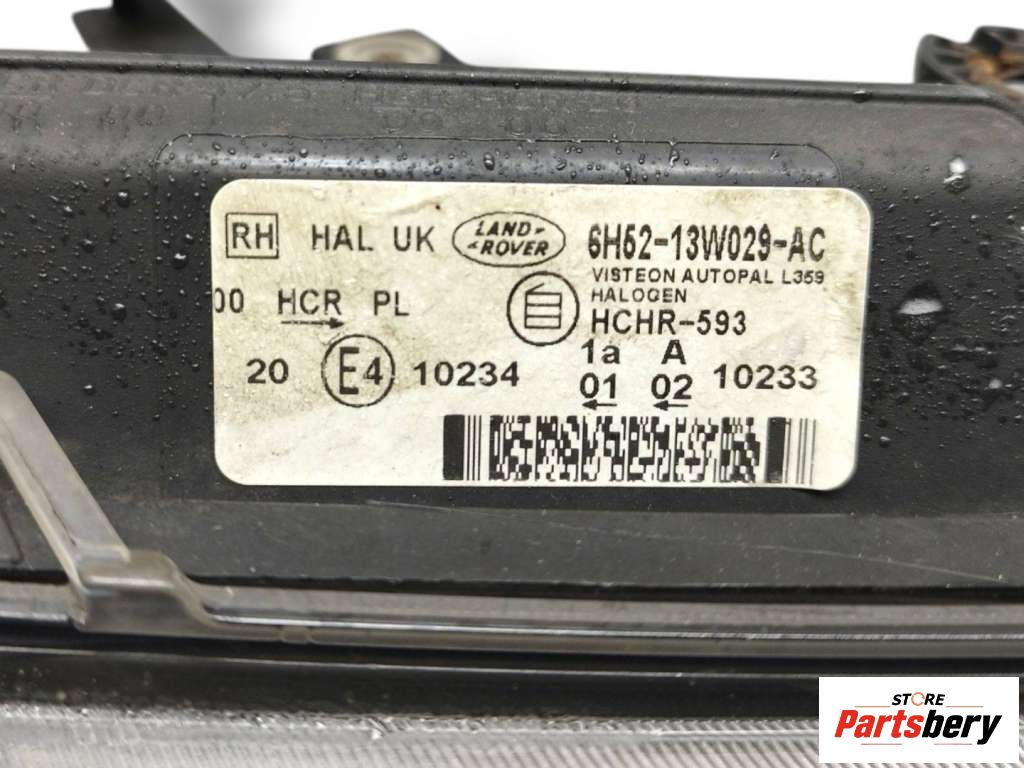 RH HAL UK LAND-ROVER 6H52-13W029-AC
VISTEON AUTOPAL L359
HALOGEN
00 HCR PL
HCHR-593
1a A
20 E4 10234 01 02 10233
STORE
Partsbery